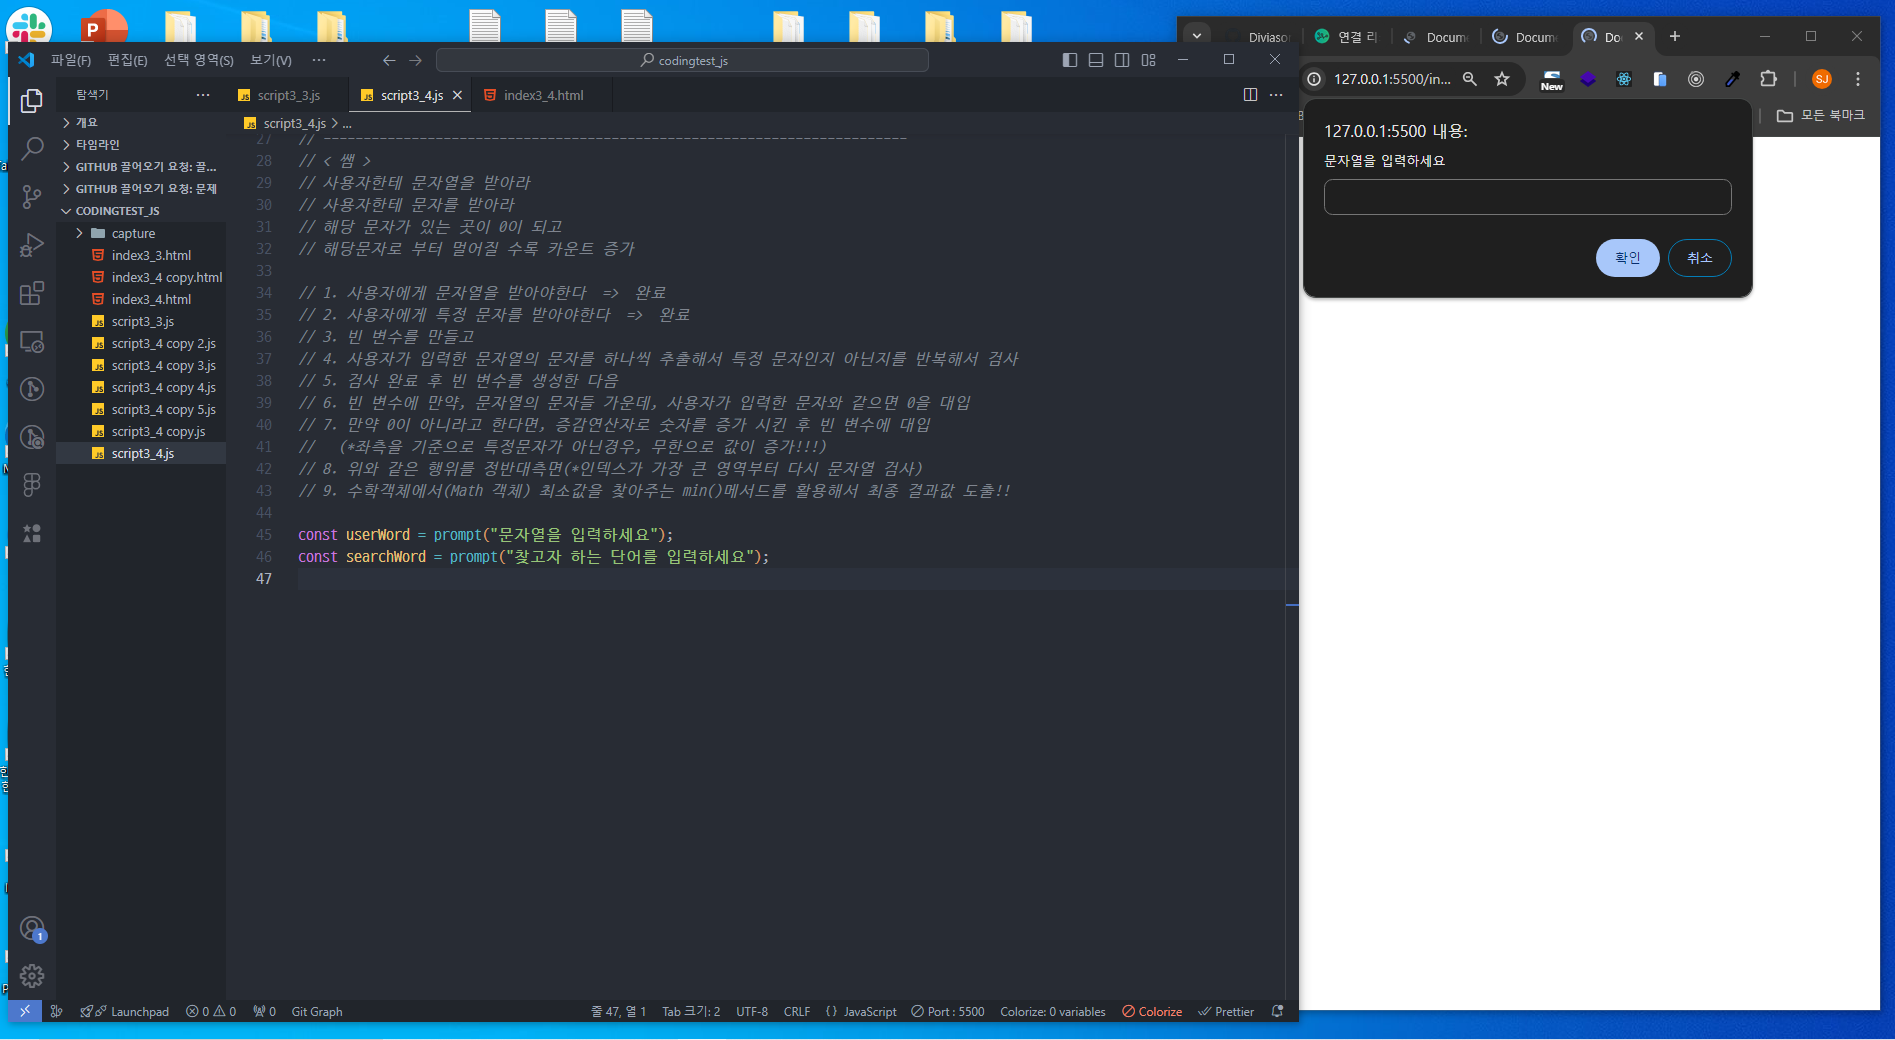 파일(F) 편집(E) 선택 영역(S) 보기(V) ···
codingtest_js
탐색기
개요
타임라인
GITHUB 끌어오기 요청: 끌...
GITHUB 끌어오기 요청: 문제
CODINGTEST_JS
capture
index3_3.html
index3_4 copy.html
index3_4.html
script3_3.js
script3_4 copy 2.js
script3_4 copy 3.js
script3_4 copy 4.js
script3_4 copy 5.js
script3_4 copy.js
script3_4.js
script3_3.js script3_4.js index3_4.html
script3_4.js > ...
27 // -------------------------------------------------------------------------
28 // < 쌤 >
29 // 사용자한테 문자열을 받아라
30 // 사용자한테 문자를 받아라
31 // 해당 문자가 있는 곳이 0이 되고
32 // 해당문자로 부터 멀어질 수록 카운트 증가
33
34 // 1. 사용자에게 문자열을 받아야한다 => 완료
35 // 2. 사용자에게 특정 문자를 받아야한다 => 완료
36 // 3. 빈 변수를 만들고
37 // 4. 사용자가 입력한 문자열의 문자를 하나씩 추출해서 특정 문자인지 아닌지를 반복해서 검사
38 // 5. 검사 완료 후 빈 변수를 생성한 다음
39 // 6. 빈 변수에 만약, 문자열의 문자들 가운데, 사용자가 입력한 문자와 같으면 0을 대입
40 // 7. 만약 0이 아니라고 한다면, 증감연산자로 숫자를 증가 시킨 후 빈 변수에 대입
41 // (*좌측을 기준으로 특정문자가 아닌경우, 무한으로 값이 증가!!!)
42 // 8. 위와 같은 행위를 정반대측면(*인덱스가 가장 큰 영역부터 다시 문자열 검사)
43 // 9. 수학객체에서(Math 객체) 최소값을 찾아주는 min()메서드를 활용해서 최종 결과값 도출!!
44
45 const userWord = prompt("문자열을 입력하세요");
46 const searchWord = prompt("찾고자 하는 단어를 입력하세요");
47
1
Launchpad 0 0 0 Git Graph
줄 47, 열 1 Tab 크기: 2 UTF-8 CRLF {} JavaScript Port : 5500 Colorize: 0 variables Colorize Prettier
Diviaso 연결 리 Docum Docum Do
127.0.0.1:5500/in... New SJ
모든 북마크
127.0.0.1:5500 내용:
문자열을 입력하세요
확인 취소